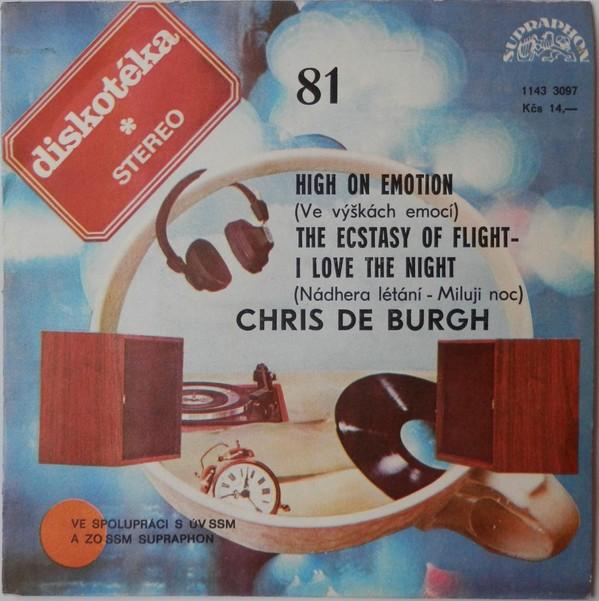 diskotéka
*
STEREO
SUPRAPHON
81
1143 3097
Kčs 14,—
HIGH ON EMOTION
(Ve výškách emocí)
THE ECSTASY OF FLIGHT-
I LOVE THE NIGHT
(Nádhera létání - Miluji noc)
CHRIS DE BURGH
VE SPOLUPRÁCI S ÚV SSM
A ZO SSM SUPRAPHON